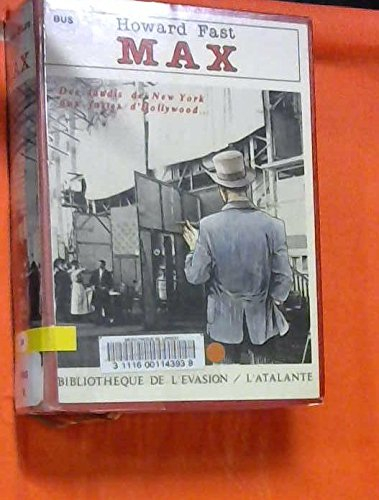 BUS
Howard Fast
MAX
Des taudis de New York
aux fastes d'Hollywood...
MAX
3 1116 00114393 9
BIBLIOTHEQUE DE L'EVASION / L'ATALANTE